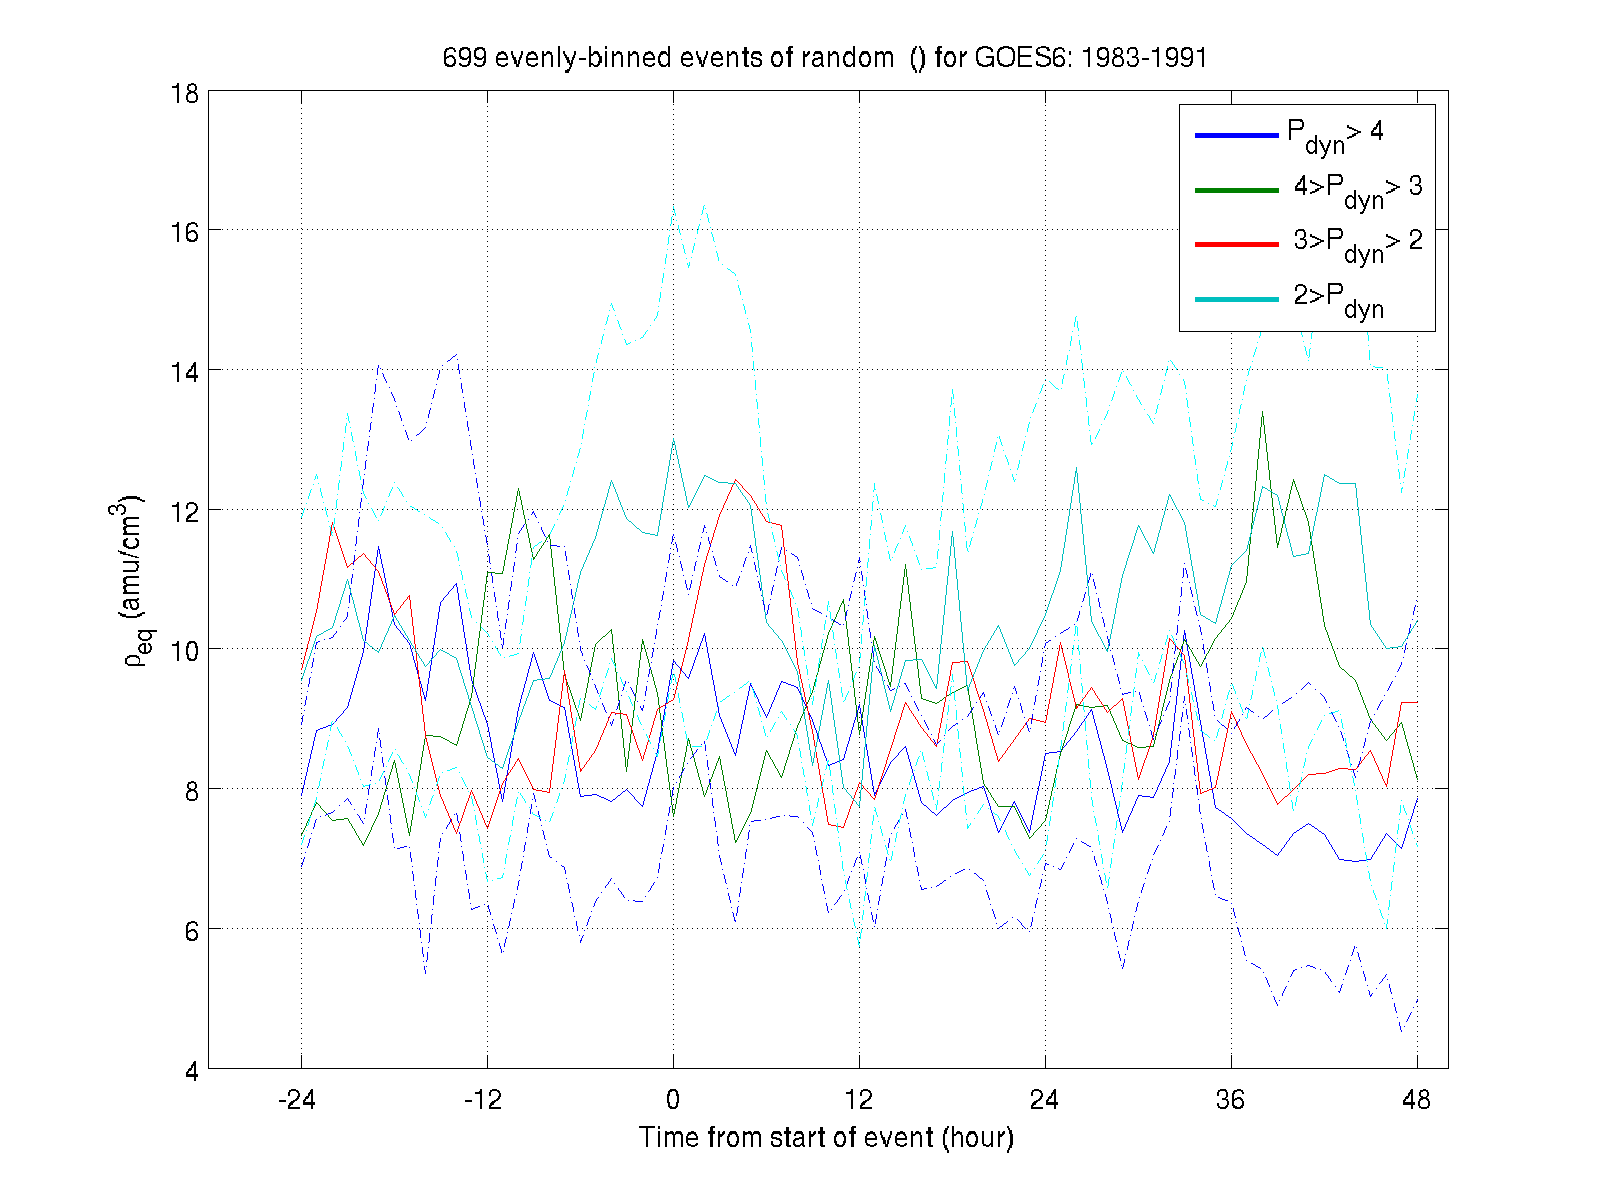 699 evenly-binned events of random () for GOES6: 1983-1991
18
16
14
12
10
8
6
4
ρeq (amu/cm3)
Pdyn> 4
4>Pdyn> 3
3>Pdyn> 2
2>Pdyn
-24 -12 0 12 24 36 48
Time from start of event (hour)